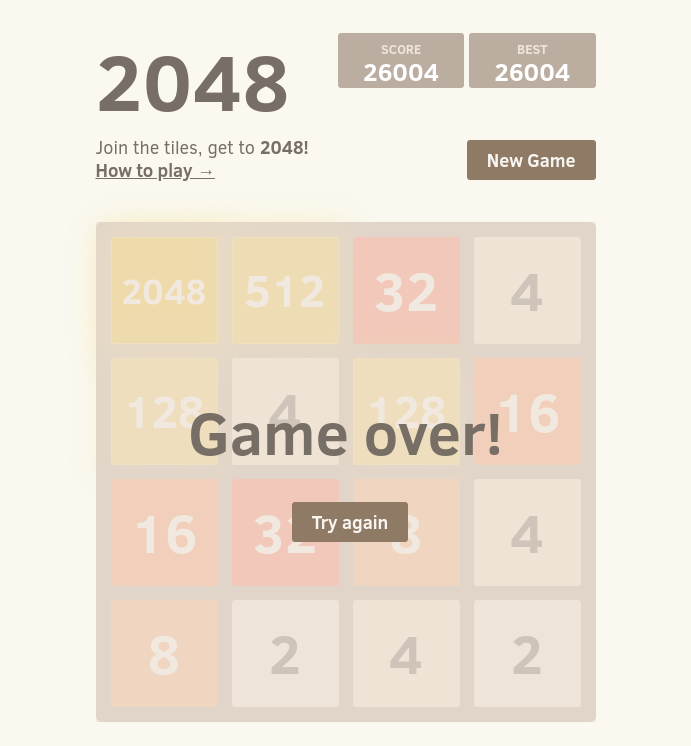 2048
SCORE
26004
BEST
26004
Join the tiles, get to 2048!
How to play →
New Game
2048 512 32 4
128 4 128 16
Game over!
16 32 8 4
Try again
8 2 4 2